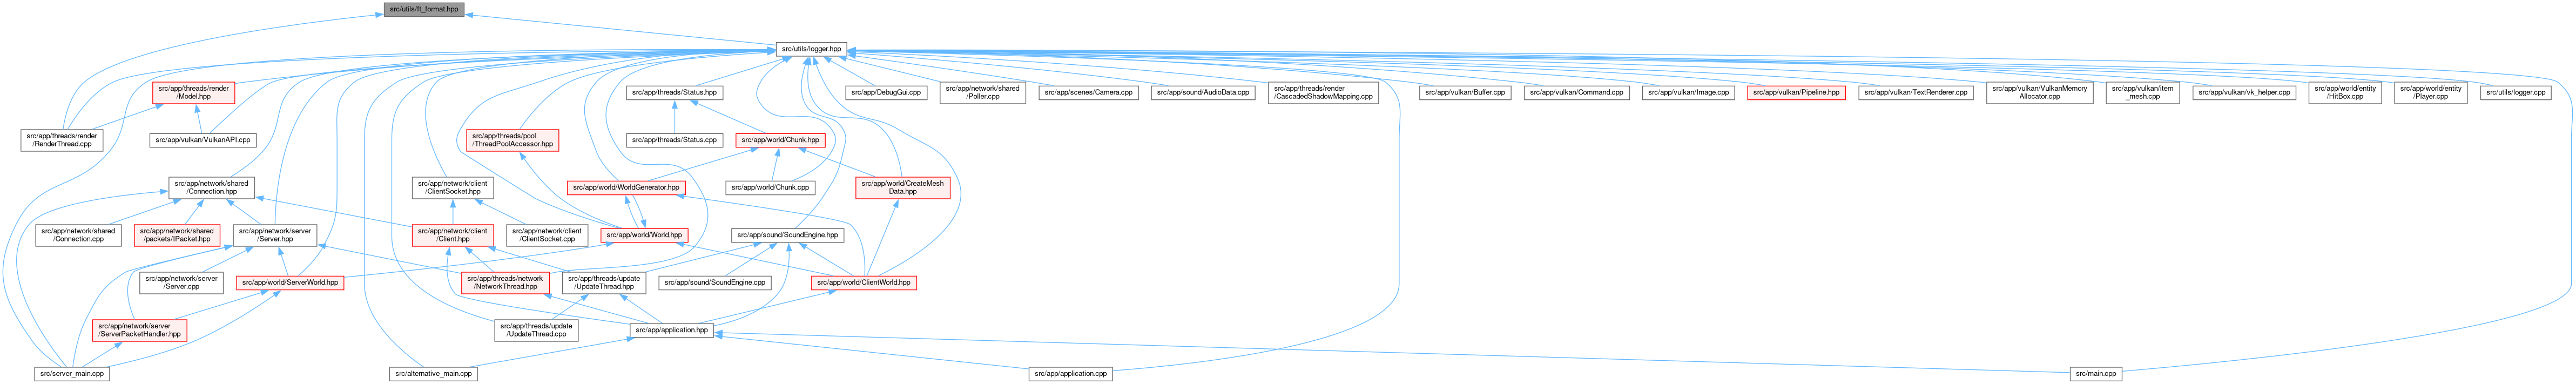 src/utils/ft_format.hpp
src/utils/logger.hpp
src/app/threads/render
/Model.hpp
src/app/threads/Status.hpp
src/app/DebugGui.cpp
src/app/network/shared
/Poller.cpp
src/app/scenes/Camera.cpp
src/app/sound/AudioData.cpp
src/app/threads/render
/CascadedShadowMapping.cpp
src/app/vulkan/Buffer.cpp
src/app/vulkan/Command.cpp
src/app/vulkan/Image.cpp
src/app/vulkan/Pipeline.hpp
src/app/vulkan/TextRenderer.cpp
src/app/vulkan/VulkanMemory
Allocator.cpp
src/app/vulkan/item
_mesh.cpp
src/app/vulkan/vk_helper.cpp
src/app/world/entity
/HitBox.cpp
src/app/world/entity
/Player.cpp
src/utils/logger.cpp
src/app/threads/render
/RenderThread.cpp
src/app/vulkan/VulkanAPI.cpp
src/app/threads/pool
/ThreadPoolAccessor.hpp
src/app/threads/Status.cpp
src/app/world/Chunk.hpp
src/app/network/shared
/Connection.hpp
src/app/network/client
/ClientSocket.hpp
src/app/world/WorldGenerator.hpp
src/app/world/Chunk.cpp
src/app/world/CreateMesh
Data.hpp
src/app/network/shared
/Connection.cpp
src/app/network/shared
/packets/IPacket.hpp
src/app/network/server
/Server.hpp
src/app/network/client
/Client.hpp
src/app/network/client
/ClientSocket.cpp
src/app/world/World.hpp
src/app/sound/SoundEngine.hpp
src/app/network/server
/Server.cpp
src/app/world/ServerWorld.hpp
src/app/threads/network
/NetworkThread.hpp
src/app/threads/update
/UpdateThread.hpp
src/app/sound/SoundEngine.cpp
src/app/world/ClientWorld.hpp
src/app/network/server
/ServerPacketHandler.hpp
src/app/threads/update
/UpdateThread.cpp
src/app/application.hpp
src/server_main.cpp
src/alternative_main.cpp
src/app/application.cpp
src/main.cpp